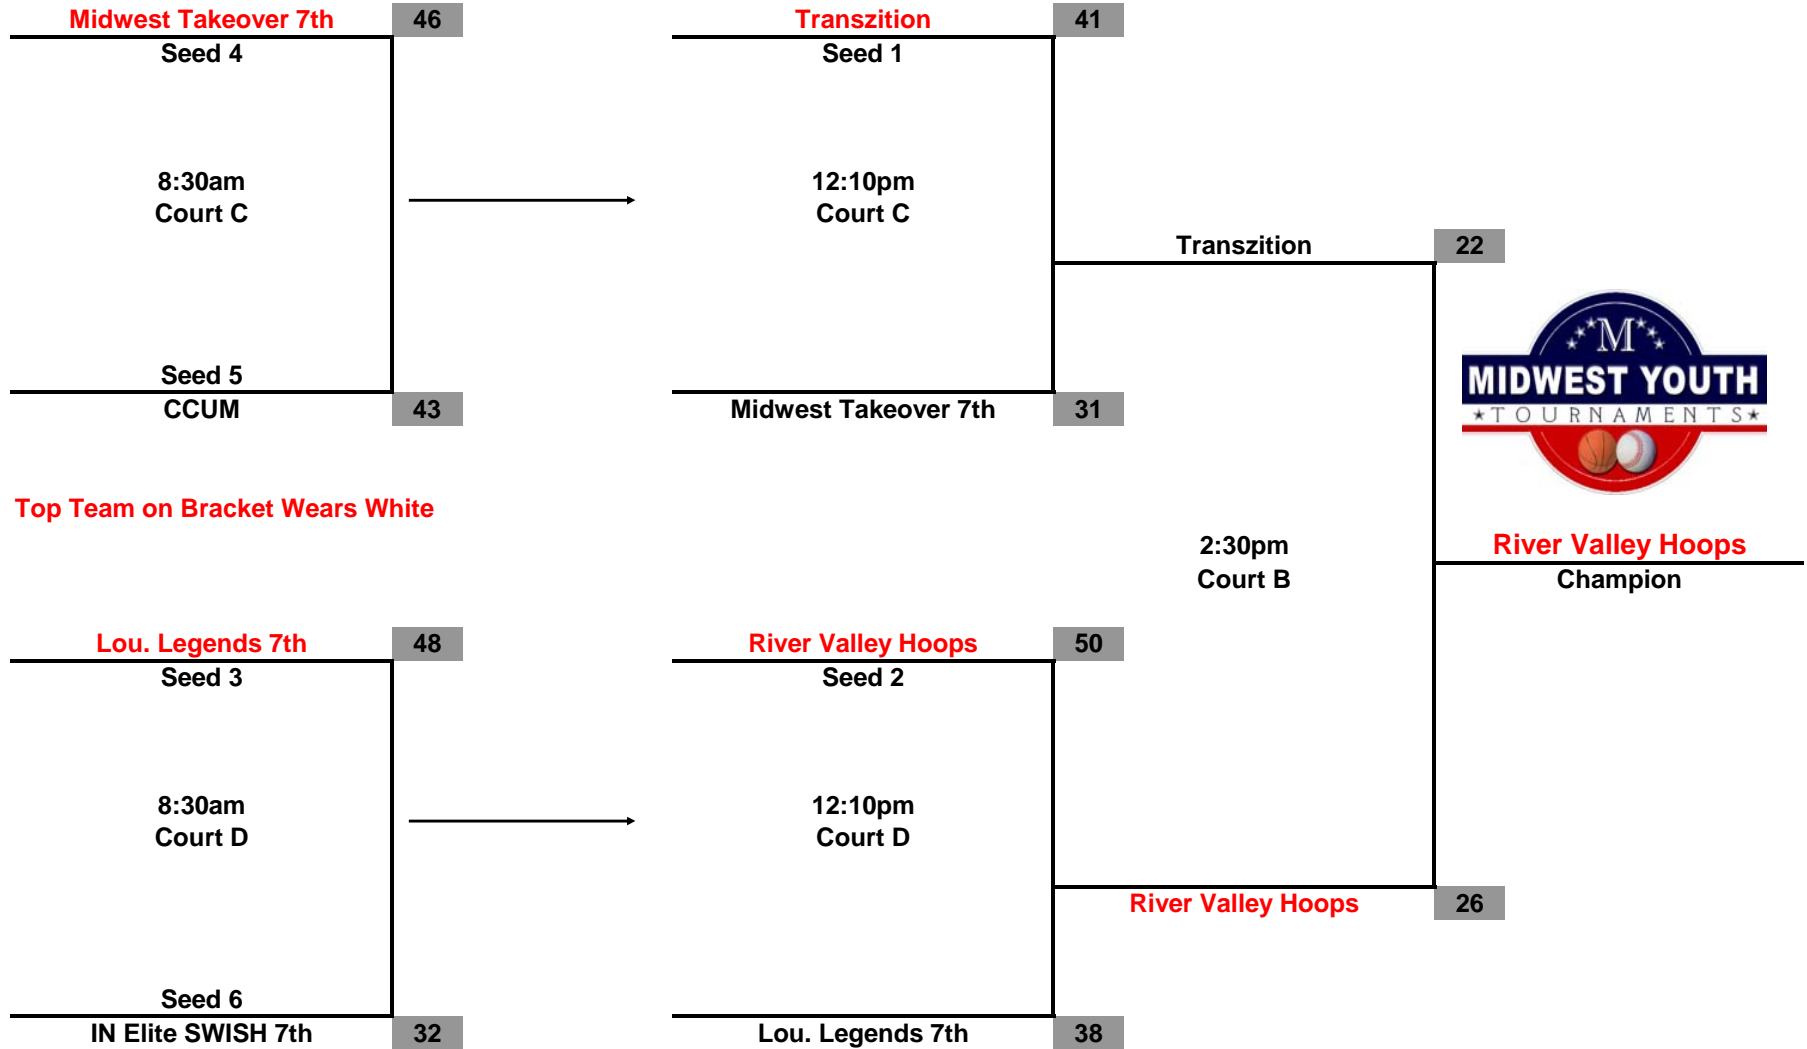 Midwest Takeover 7th 46
Seed 4
8:30am
Court C
Seed 5
CCUM 43
Transzition 41
Seed 1
12:10pm
Court C
Midwest Takeover 7th 31
Transzition 22
M
MIDWEST YOUTH
TOURNAMENTS
Top Team on Bracket Wears White
2:30pm
Court B
River Valley Hoops
Champion
Lou. Legends 7th 48
Seed 3
8:30am
Court D
Seed 6
IN Elite SWISH 7th 32
River Valley Hoops 50
Seed 2
12:10pm
Court D
Lou. Legends 7th 38
River Valley Hoops 26